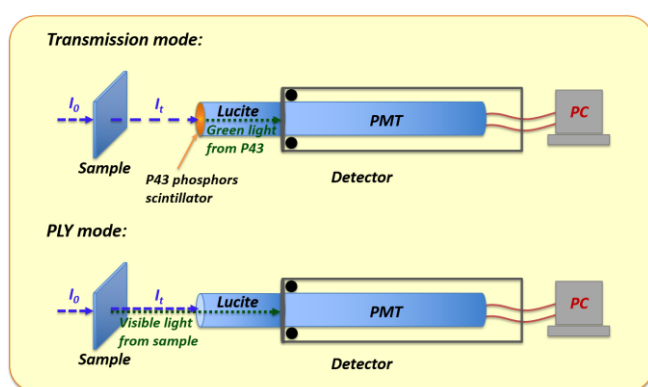 Transmission mode:
I0
It
Lucite
Green light
from P43
PMT
PC
Sample
P43 phosphors
scintillator
Detector
PLY mode:
I0
It
Lucite
PMT
PC
Visible light
from sample
Sample
Detector